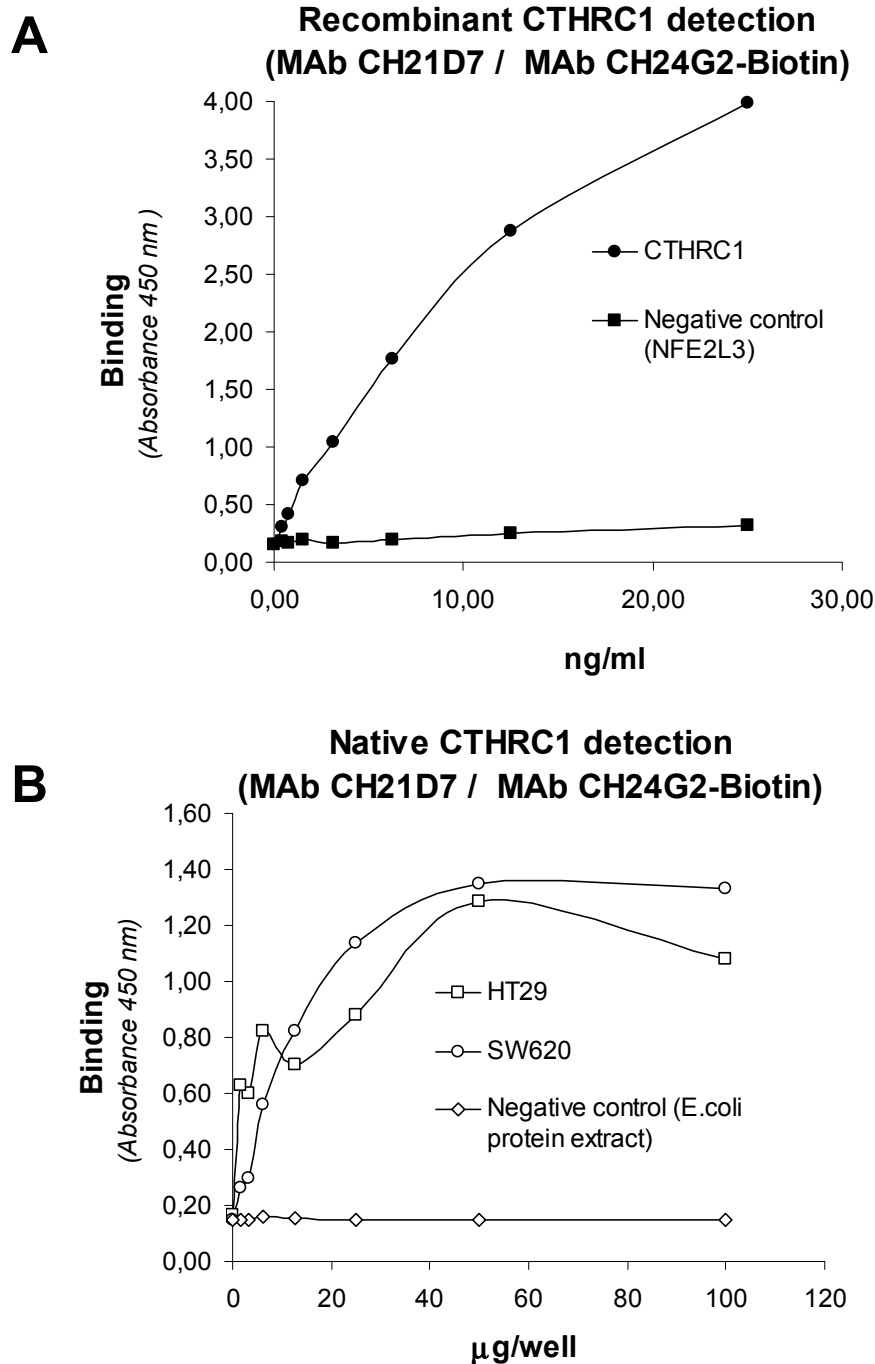 A
Recombinant CTHRC1 detection
(MAb CH21D7 / MAb CH24G2-Biotin)
4,00
3,50
3,00
2,50
2,00
1,50
1,00
0,50
0,00
Binding
(Absorbance 450 nm)
CTHRC1
Negative control
(NFE2L3)
0,00
10,00
20,00
30,00
ng/ml
B
Native CTHRC1 detection
(MAb CH21D7 / MAb CH24G2-Biotin)
1,60
1,40
1,20
1,00
0,80
0,60
0,40
0,20
0,00
Binding
(Absorbance 450 nm)
HT29
SW620
Negative control (E.coli
protein extract)
0
20
40
60
80
100
120
μg/well